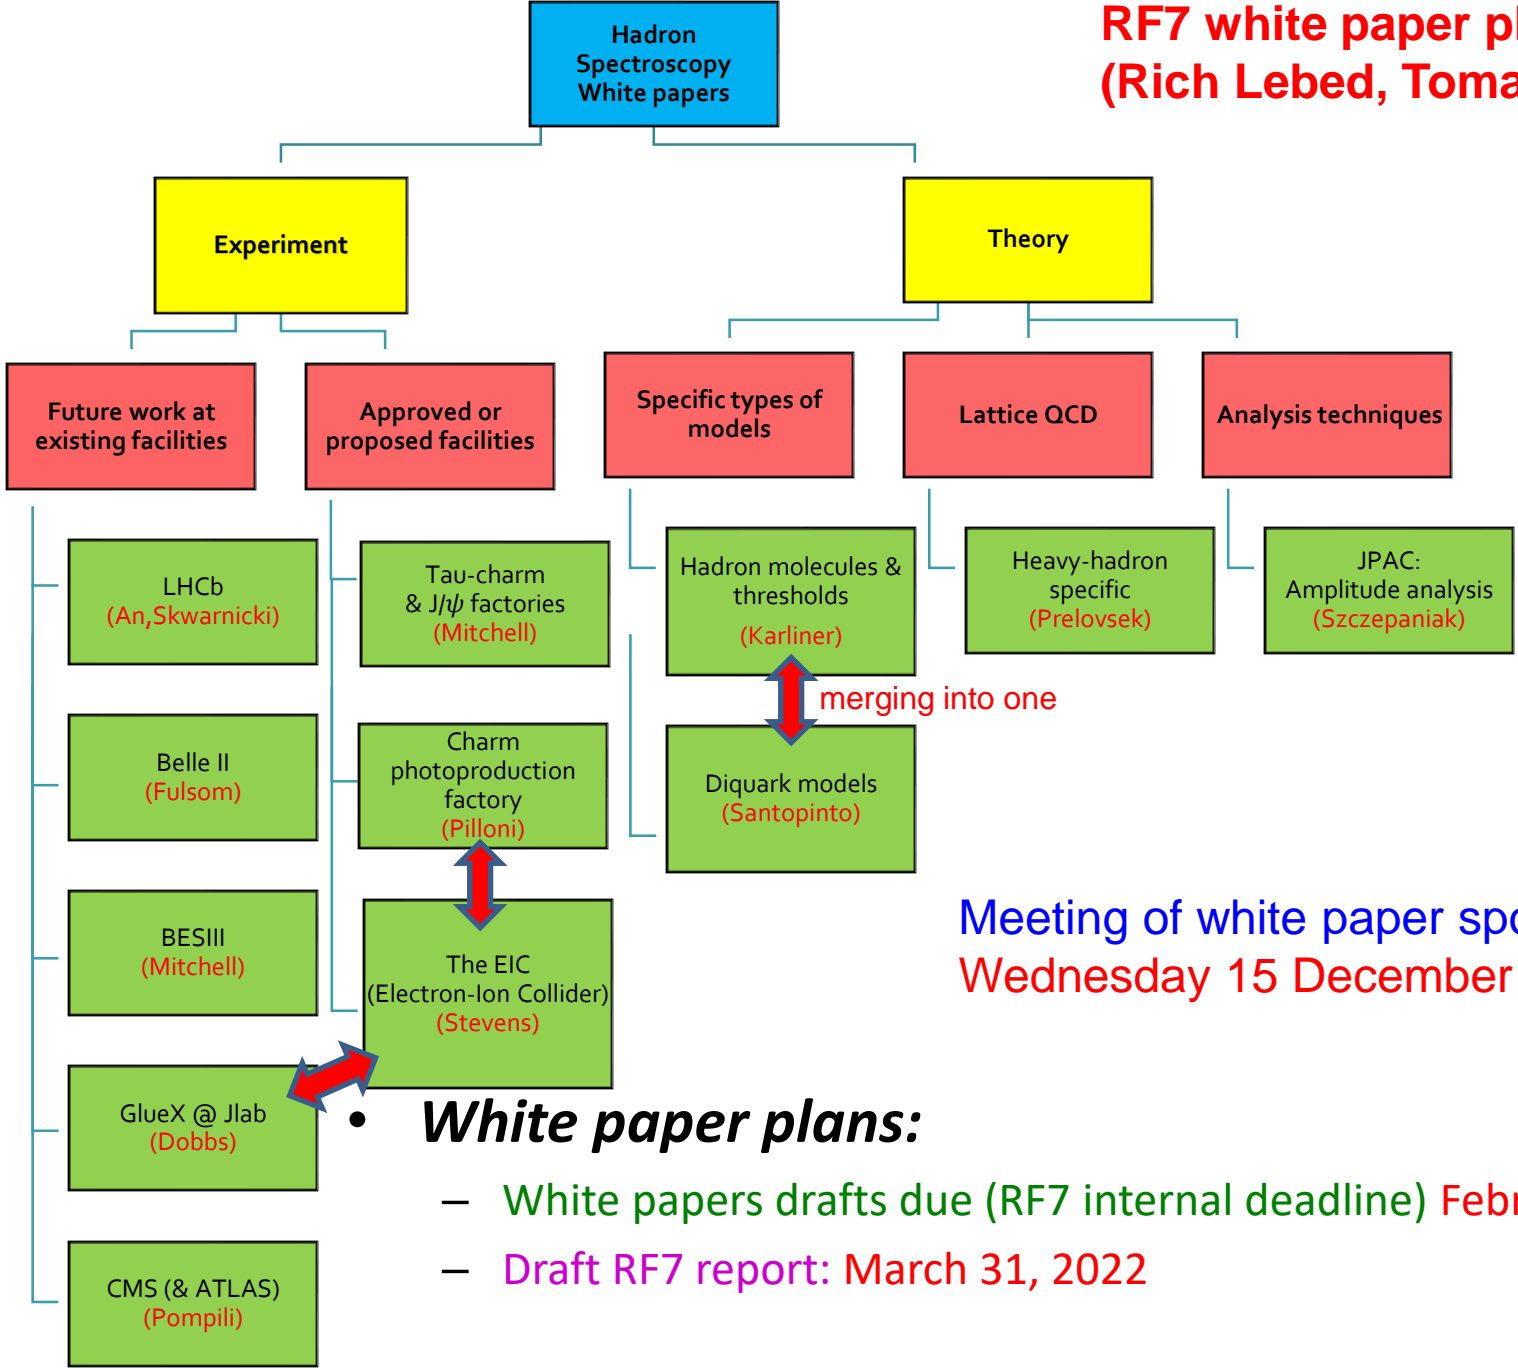 Hadron
Spectroscopy
White papers
RF7 white paper
(Rich Lebed,
Experiment
Theory
Future work at
existing facilities
Approved or
proposed facilities
Specific types of
models
Lattice QCD
Analysis techniques
LHCb
(An,Skwarnicki)
Belle II
(Fulsom)
BESIII
(Mitchell)
GlueX @ Jlab
(Dobbs)
CMS (& ATLAS)
(Pompili)
Tau-charm
& J/ψ factories
(Mitchell)
Charm
photoproduction
factory
(Pilloni)
The EIC
(Electron-Ion Collider)
(Stevens)
Hadron molecules &
thresholds
(Karliner)
merging into one
Diquark models
(Santopinto)
Heavy-hadron
specific
(Prelovsek)
JPAC:
Amplitude analysis
(Szczepaniak)
Meeting of white paper
Wednesday 15 December
• White paper plans:
– White papers drafts due (RF7 internal deadline)
– Draft RF7 report: March 31, 2022